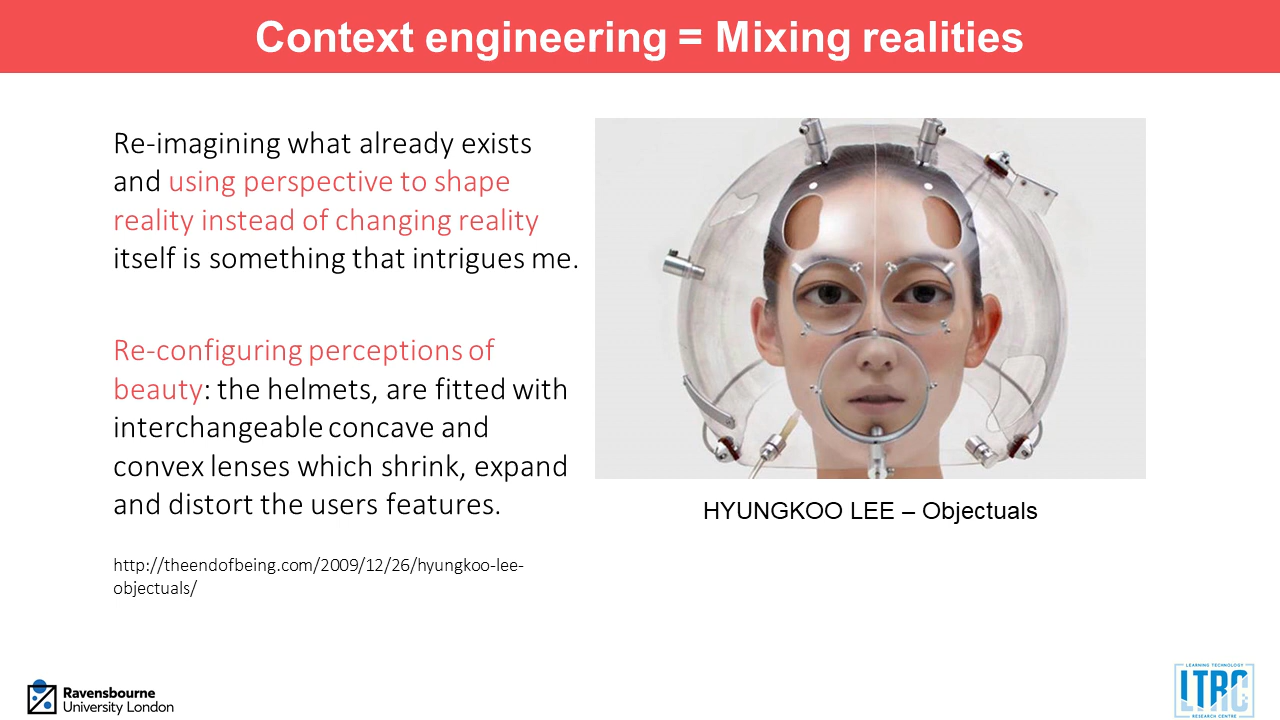 Context engineering = Mixing realities
Re-imagining what already exists
and using perspective to shape
reality instead of changing reality
itself is something that intrigues me.
Re-configuring perceptions of
beauty: the helmets, are fitted with
interchangeable concave and
convex lenses which shrink, expand
and distort the users features.
http://theendofbeing.com/2009/12/26/hyungkoo-lee-
objectuals/
HYUNGKOO LEE – Objectuals
Ravensbourne
University London
LEARNING TECHNOLOGY
LTRC
RESEARCH CENTRE